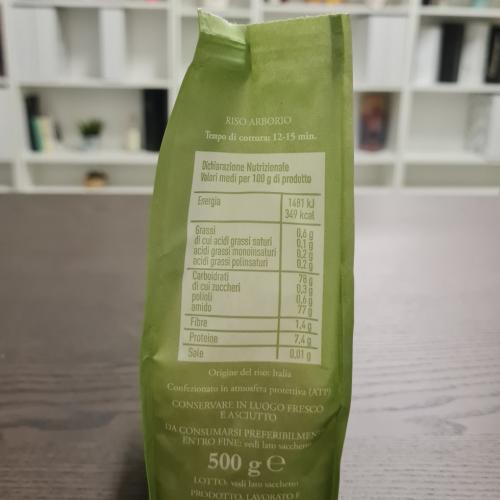 RISO ARBORIO
Tempo di cottura: 12-15 min.
Dichiarazione Nutrizionale
Valori medi per 100 g di prodotto
Energia 1481 kJ
349 kcal
Grassi 0,6 g
di cui acidi grassi saturi 0,1 g
acidi grassi monoinsaturi 0,2 g
acidi grassi polinsaturi 0,2 g
Carboidrati 78 g
di cui zuccheri 0,3 g
polioli 0,6 g
amido 77 g
Fibre 1,4 g
Proteine 7,4 g
Sale 0,01 g
Origine del riso: Italia
Confezionato in atmosfera protettiva (ATP)
CONSERVARE IN LUOGO FRESCO
E ASCIUTTO
DA CONSUMARSI PREFERIBILMENTE
ENTRO FINE: vedi lato sacchetto
500 g ℮
LOTTO: vedi lato sacchetto
PRODOTTO, LAVORATO E